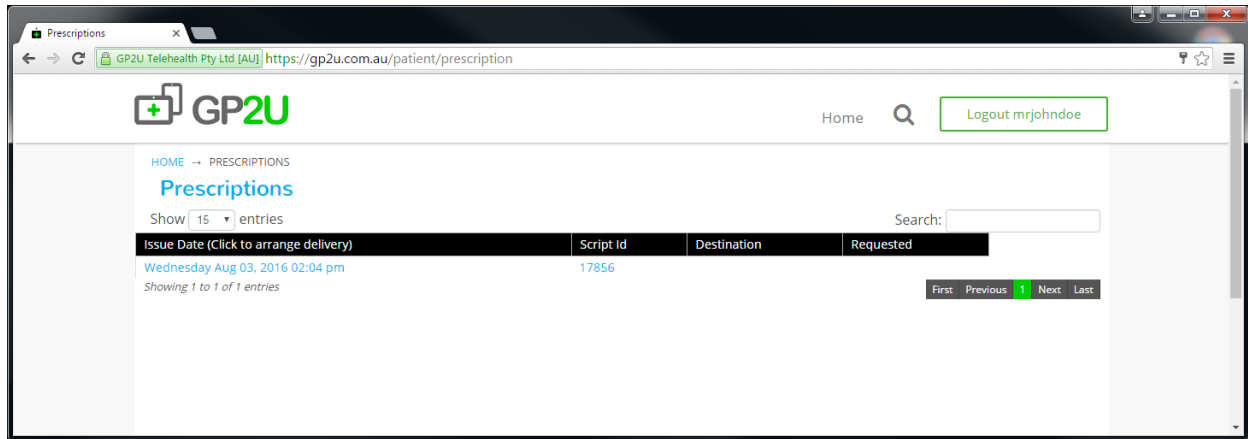 Prescriptions
GP2U Telehealth Pty Ltd [AU] https://gp2u.com.au/patient/prescription
GP2U
Home
Logout mrjohndoe
HOME → PRESCRIPTIONS
Prescriptions
Show 15 entries
Search:
Issue Date (Click to arrange delivery) Script Id Destination Requested
Wednesday Aug 03, 2016 02:04 pm 17856
Showing 1 to 1 of 1 entries
First Previous 1 Next Last